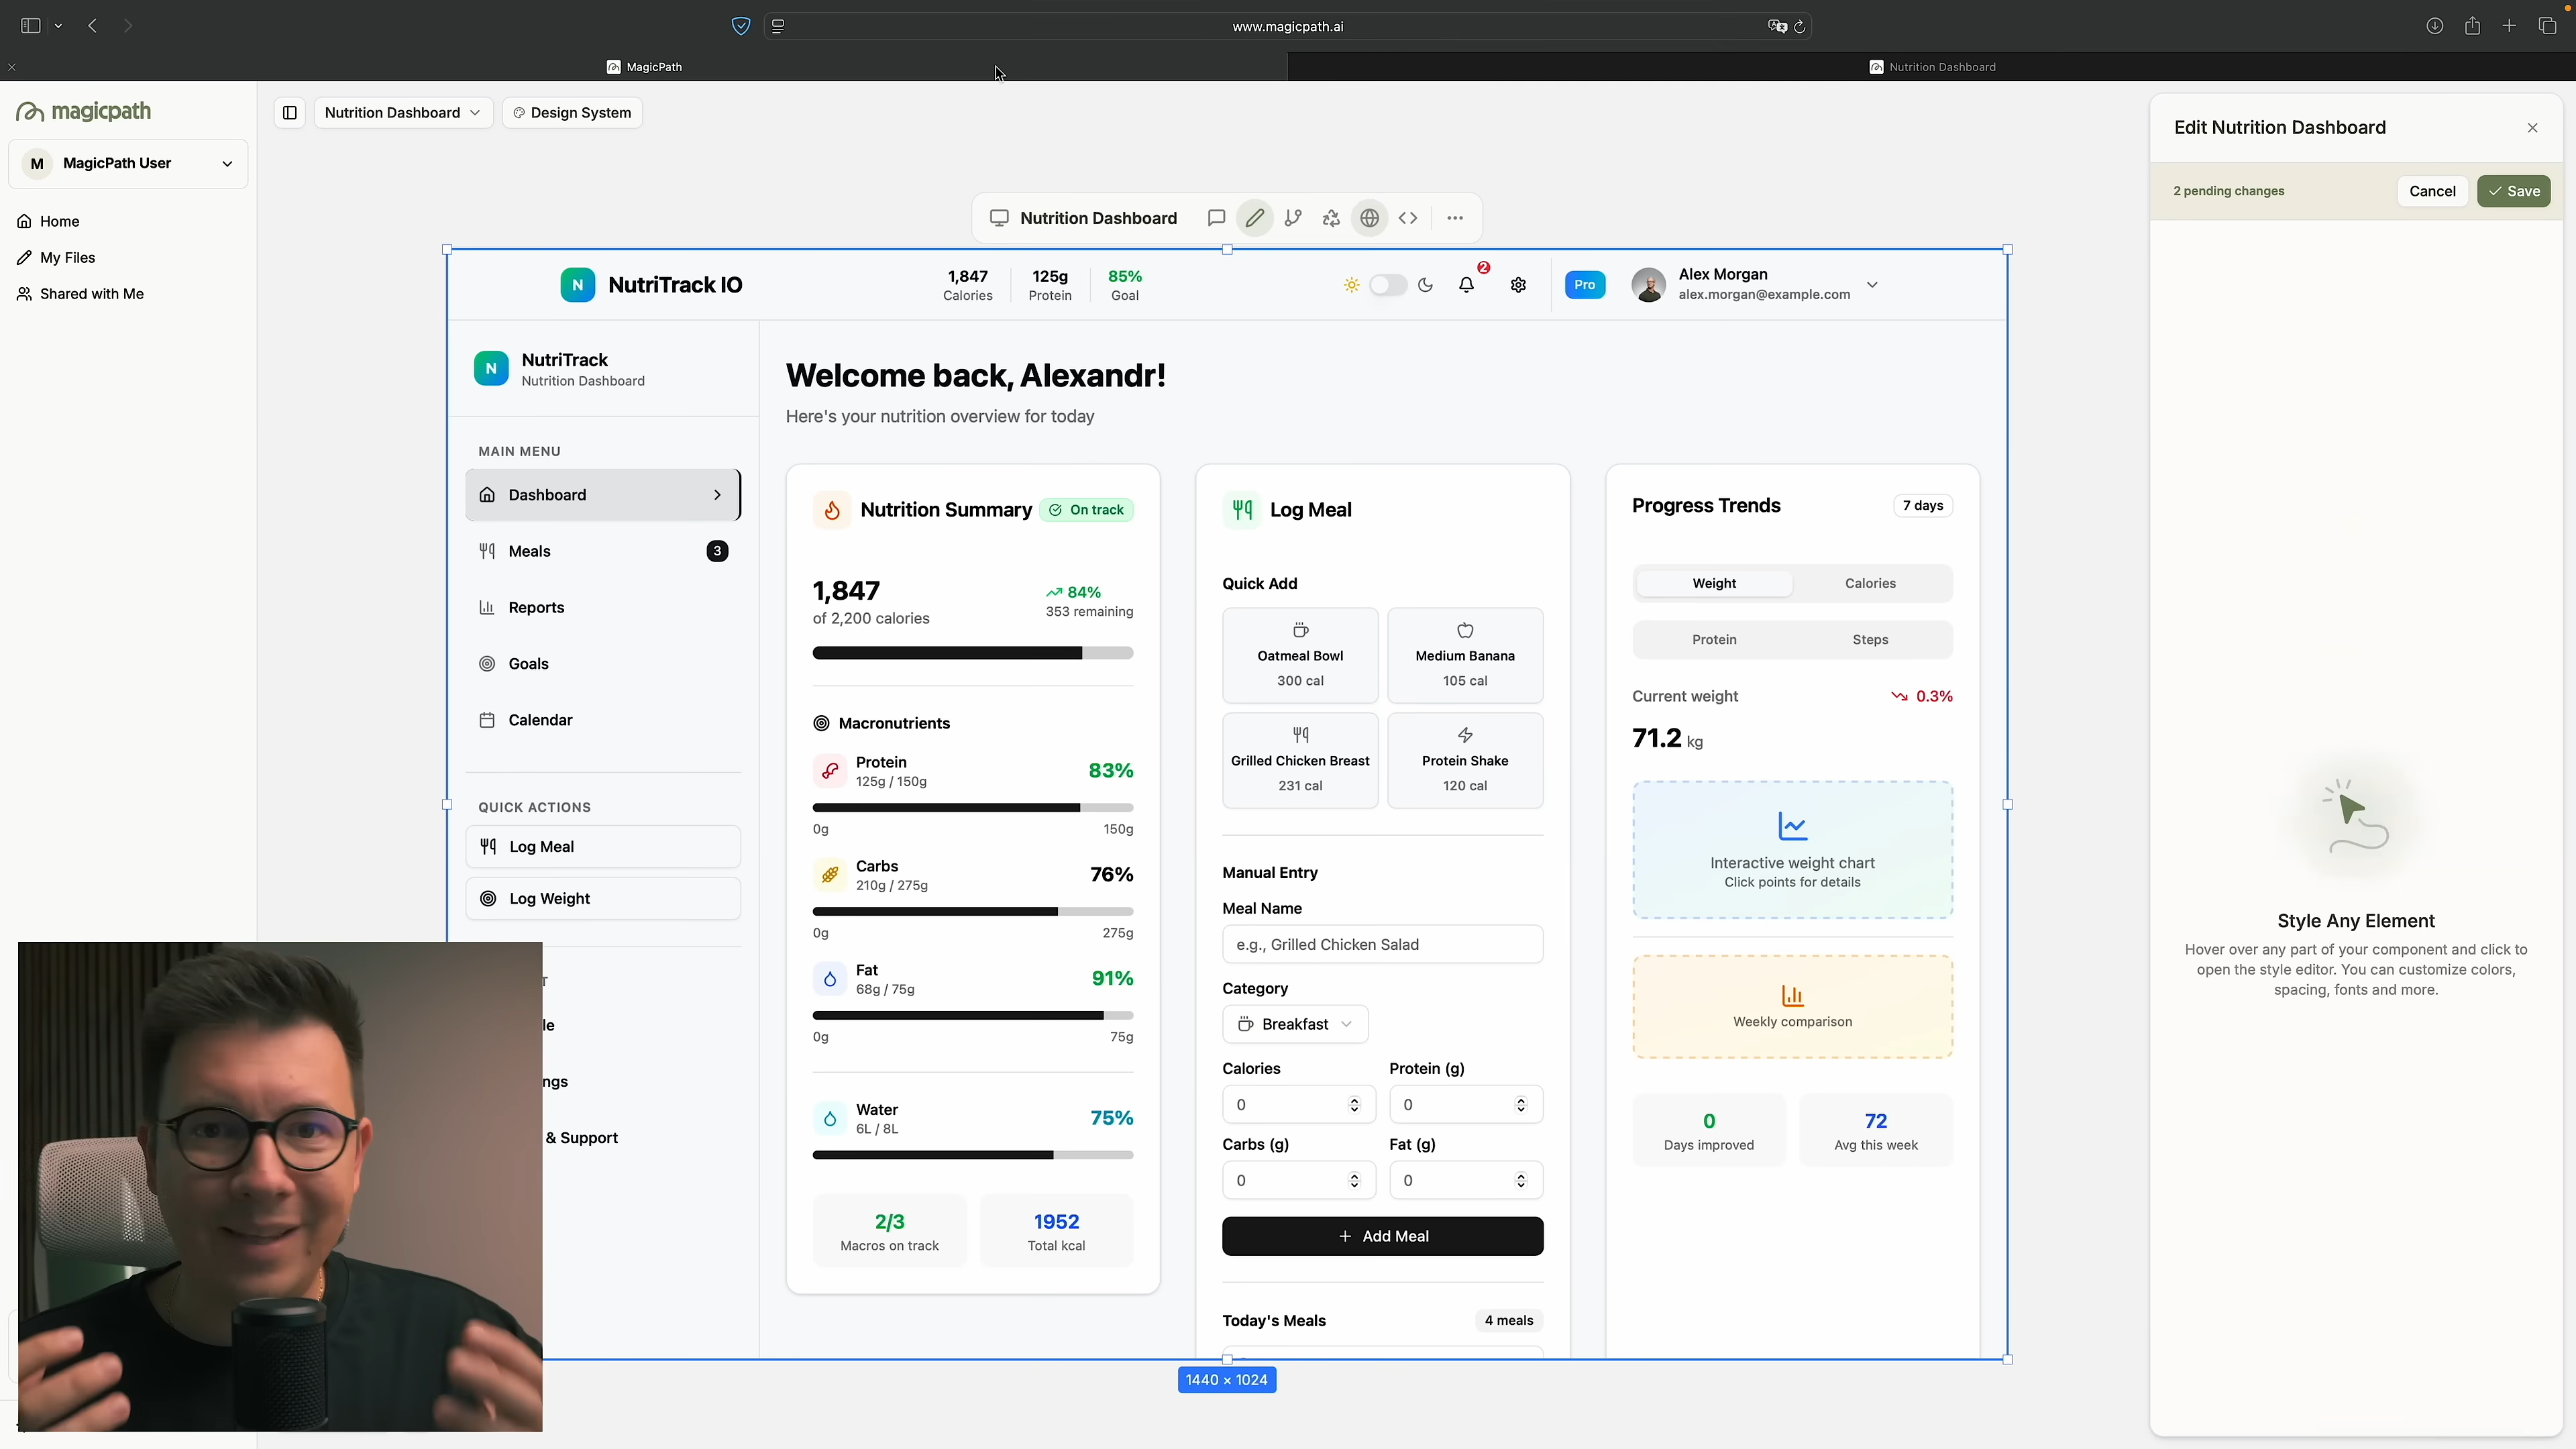 www.magicpath.ai
MagicPath
Nutrition Dashboard
magicpath
M
MagicPath User
Home
My Files
Shared with Me
Nutrition Dashboard
Design System
Nutrition Dashboard
N
NutriTrack IO
1,847
Calories
125g
Protein
85%
Goal
2
Pro
Alex Morgan
alex.morgan@example.com
N
NutriTrack
Nutrition Dashboard
MAIN MENU
Dashboard
Meals
3
Reports
Goals
Calendar
QUICK ACTIONS
Log Meal
Log Weight
& Support
Welcome back, Alexandr!
Here's your nutrition overview for today
Nutrition Summary
On track
1,847
of 2,200 calories
84%
353 remaining
Macronutrients
Protein
125g / 150g
83%
0g
150g
Carbs
210g / 275g
76%
0g
275g
Fat
68g / 75g
91%
0g
75g
Water
6L / 8L
75%
2/3
Macros on track
1952
Total kcal
Log Meal
Quick Add
Oatmeal Bowl
300 cal
Medium Banana
105 cal
Grilled Chicken Breast
231 cal
Protein Shake
120 cal
Manual Entry
Meal Name
e.g., Grilled Chicken Salad
Category
Breakfast
Calories
Protein (g)
0
0
Carbs (g)
Fat (g)
0
0
+ Add Meal
Today's Meals
4 meals
Progress Trends
7 days
Weight
Calories
Protein
Steps
Current weight
0.3%
71.2 kg
Interactive weight chart
Click points for details
Weekly comparison
0
Days improved
72
Avg this week
1440 × 1024
Edit Nutrition Dashboard
2 pending changes
Cancel
Save
Style Any Element
Hover over any part of your component and click to
open the style editor. You can customize colors,
spacing, fonts and more.